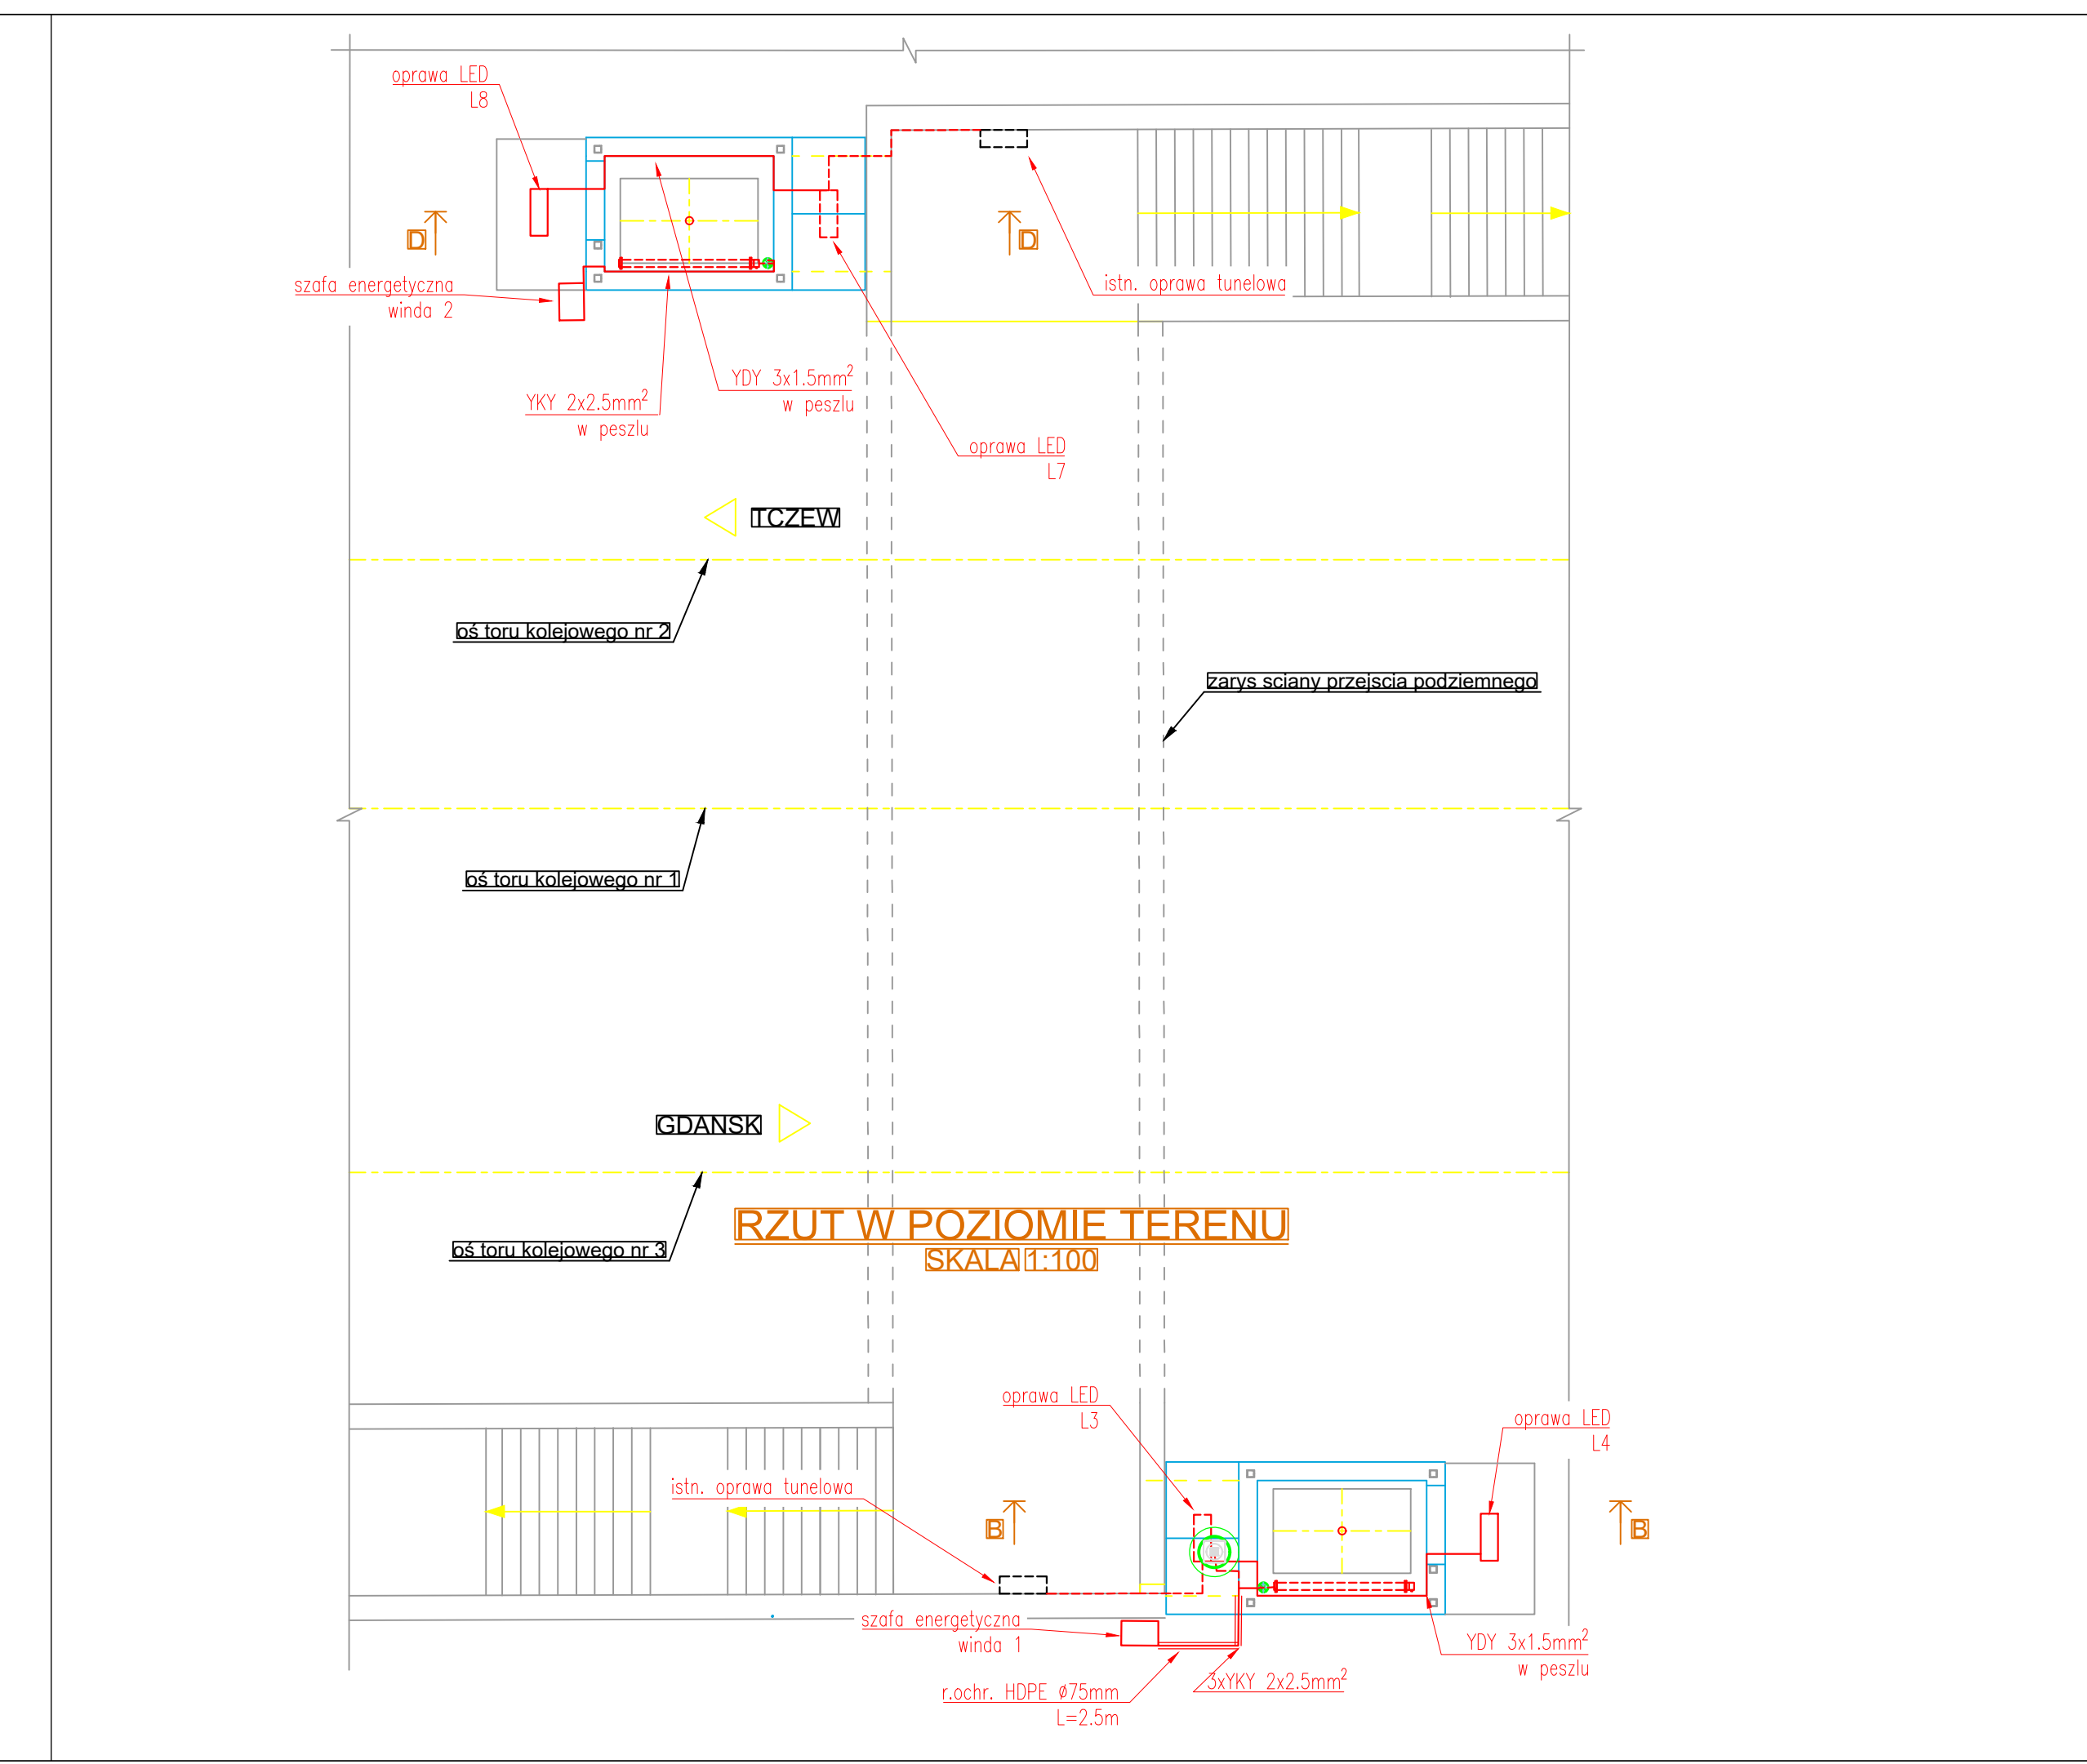 oprawa LED
L8
D
D
szafa energetyczna
winda 2
istn. oprawa tunelowa
YDY 3x1.5mm²
w peszlu
YKY 2x2.5mm²
w peszlu
oprawa LED
L7
TCZEW
oś toru kolejowego nr 2
zarys sciany przejscia podziemnego
oś toru kolejowego nr 1
GDANSK
RZUT W POZIOMIE TERENU
SKALA 1:100
oś toru kolejowego nr 3
oprawa LED
L3
oprawa LED
L4
istn. oprawa tunelowa
B
B
szafa energetyczna
winda 1
YDY 3x1.5mm²
w peszlu
3xYKY 2x2.5mm²
r.ochr. HDPE ø75mm
L=2.5m